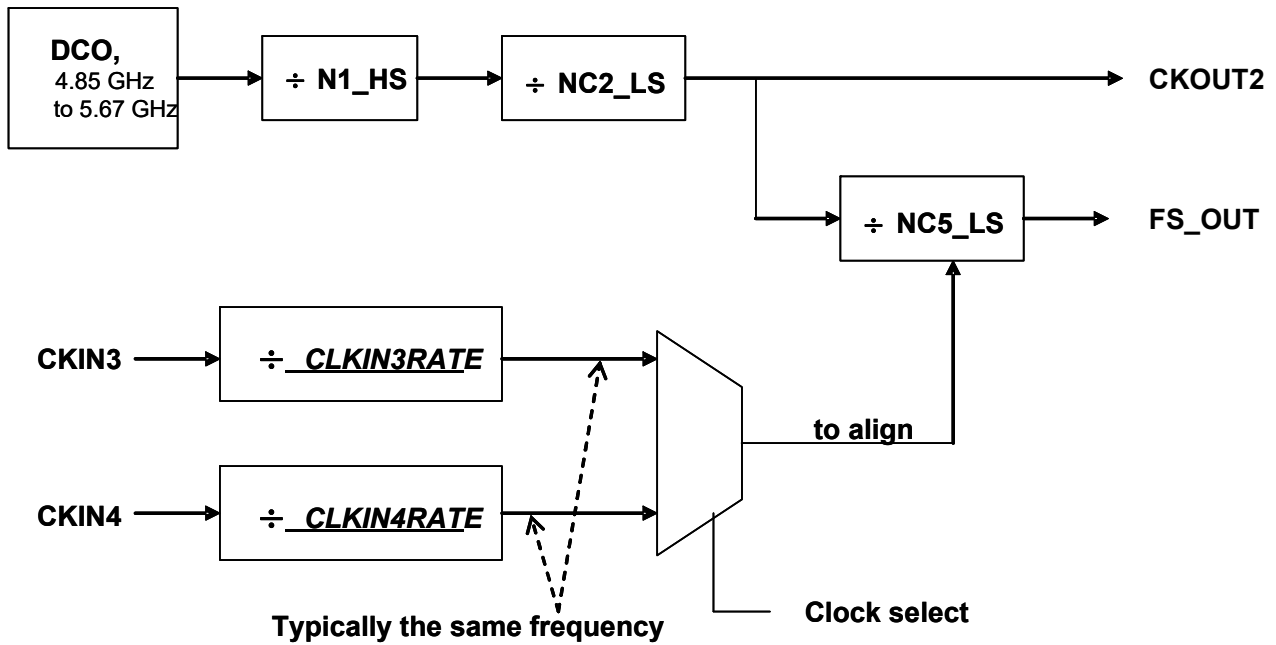 DCO,
4.85 GHz
to 5.67 GHz
÷ N1_HS
÷ NC2_LS
CKOUT2
÷ NC5_LS
FS_OUT
CKIN3
÷ CLKIN3RATE
to align
CKIN4
÷ CLKIN4RATE
Clock select
Typically the same frequency